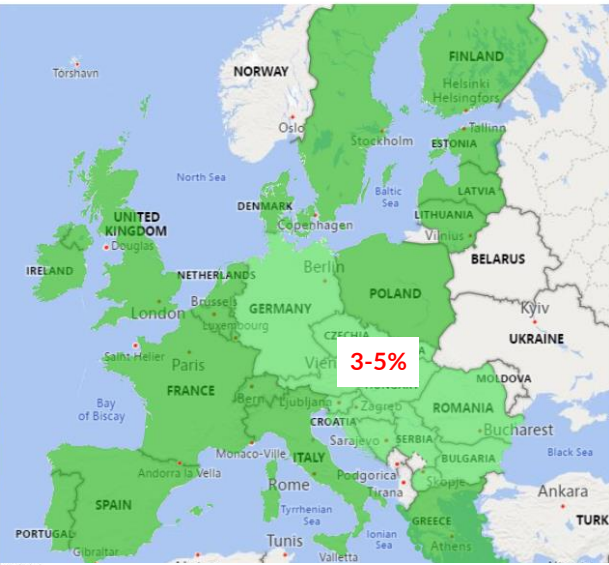 Torshavn
NORWAY
FINLAND
Helsinki
Helsingfors
Oslo
Stockholm
Tallinn
ESTONIA
North Sea
Baltic
Sea
LATVIA
DENMARK
Copenhagen
LITHUANIA
Vilnius
UNITED
KINGDOM
Douglas
IRELAND
NETHERLANDS
Berlin
BELARUS
POLAND
London
Brussels
GERMANY
Kyiv
Luxembourg
CZECHIA
UKRAINE
Saint Helier
Paris
3-5%
MOLDOVA
FRANCE
Bern
Ljubljana
Zagreb
ROMANIA
Bay
of Biscay
CROATIA
Bucharest
Monaco-Ville
ITALY
Sarajevo
SERBIA
Black Sea
Andorra la Vella
BULGARIA
Rome
Podgorica
Skopje
Tirana
Ankara
SPAIN
Tyrrhenian
Sea
TURK
PORTUGAL
GREECE
Gibraltar
Tunis
Ionian
Sea
Athens
Valletta